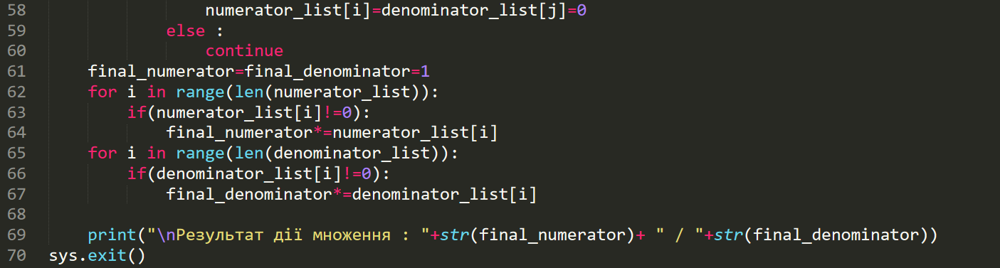 58                 numerator_list[i]=denominator_list[j]=0
59             else :
60                 continue
61     final_numerator=final_denominator=1
62     for i in range(len(numerator_list)):
63         if(numerator_list[i]!=0):
64             final_numerator*=numerator_list[i]
65     for i in range(len(denominator_list)):
66         if(denominator_list[i]!=0):
67             final_denominator*=denominator_list[i]
68
69     print("\nРезультат дії множення : "+str(final_numerator)+ " / "+str(final_denominator))
70 sys.exit()